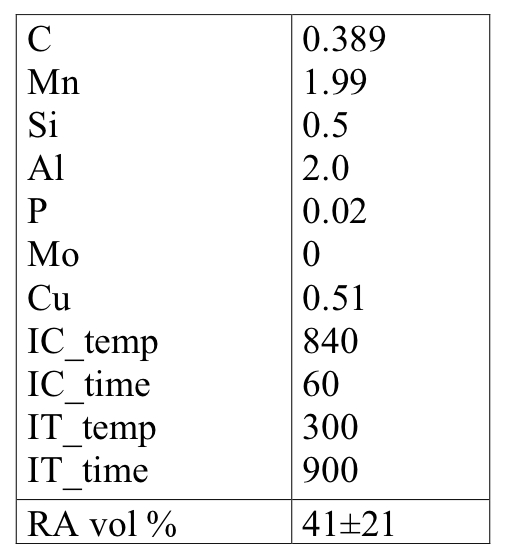 C 0.389
Mn 1.99
Si 0.5
Al 2.0
P 0.02
Mo 0
Cu 0.51
IC_temp 840
IC_time 60
IT_temp 300
IT_time 900
RA vol % 41±21